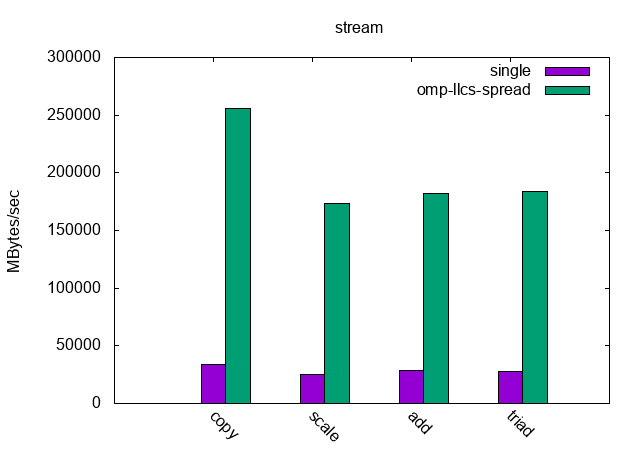 stream
300000
250000
200000
150000
100000
50000
0
MBytes/sec
single
omp-llcs-spread
copy
scale
add
triad